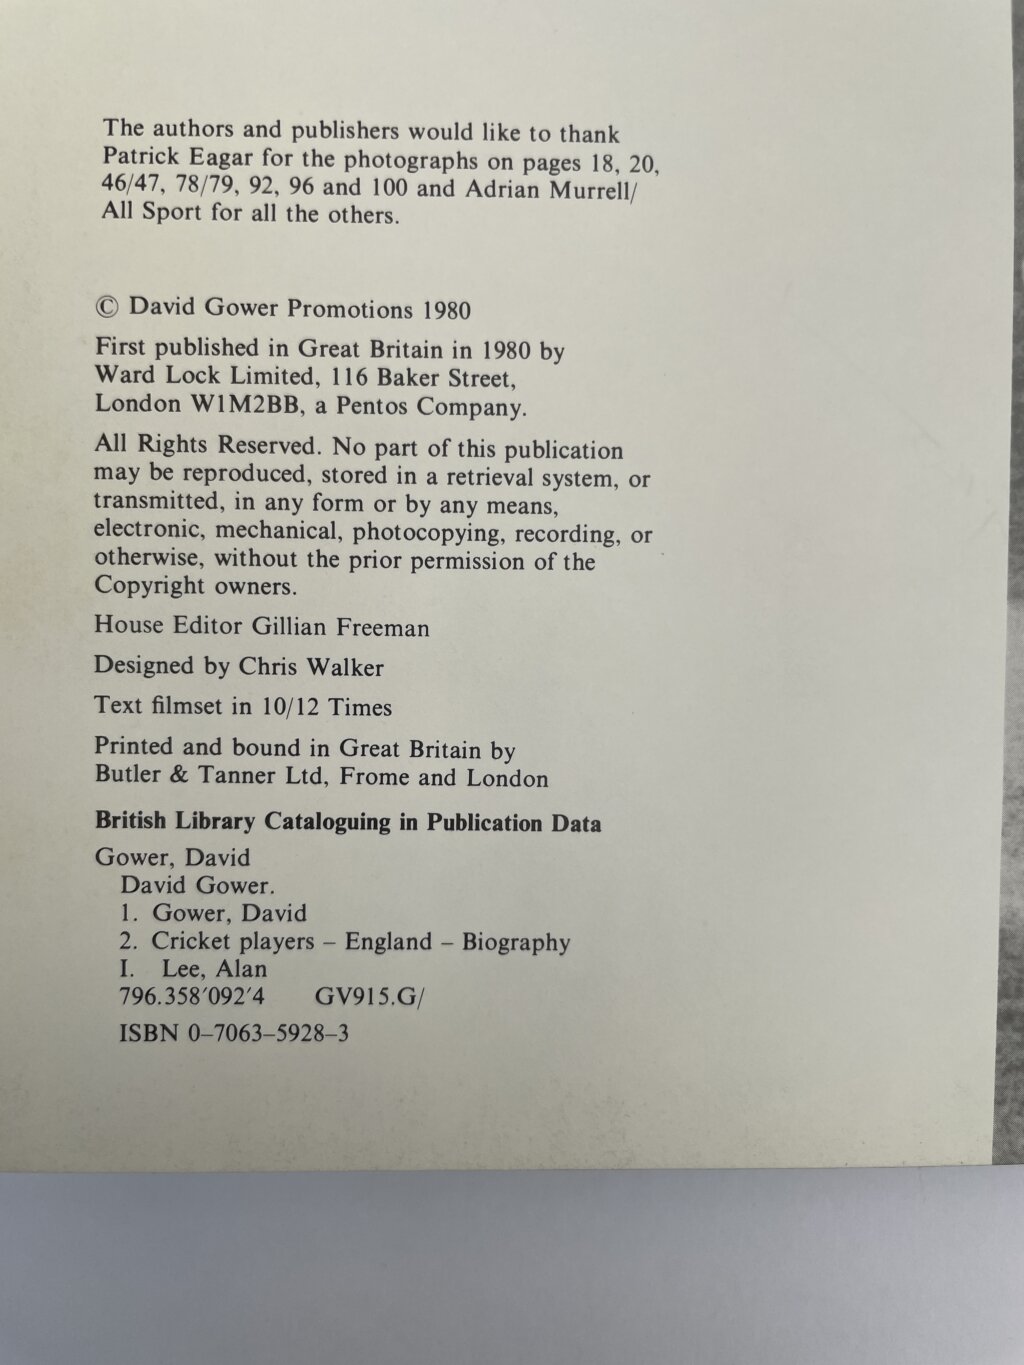 The authors and publishers would like to thank
Patrick Eagar for the photographs on pages 18, 20,
46/47, 78/79, 92, 96 and 100 and Adrian Murrell/
All Sport for all the others.
© David Gower Promotions 1980
First published in Great Britain in 1980 by
Ward Lock Limited, 116 Baker Street,
London W1M2BB, a Pentos Company.
All Rights Reserved. No part of this publication
may be reproduced, stored in a retrieval system, or
transmitted, in any form or by any means,
electronic, mechanical, photocopying, recording, or
otherwise, without the prior permission of the
Copyright owners.
House Editor Gillian Freeman
Designed by Chris Walker
Text filmset in 10/12 Times
Printed and bound in Great Britain by
Butler & Tanner Ltd, Frome and London
British Library Cataloguing in Publication Data
Gower, David
David Gower.
1. Gower, David
2. Cricket players – England – Biography
I. Lee, Alan
796.358′092′4 GV915.G/
ISBN 0–7063–5928–3